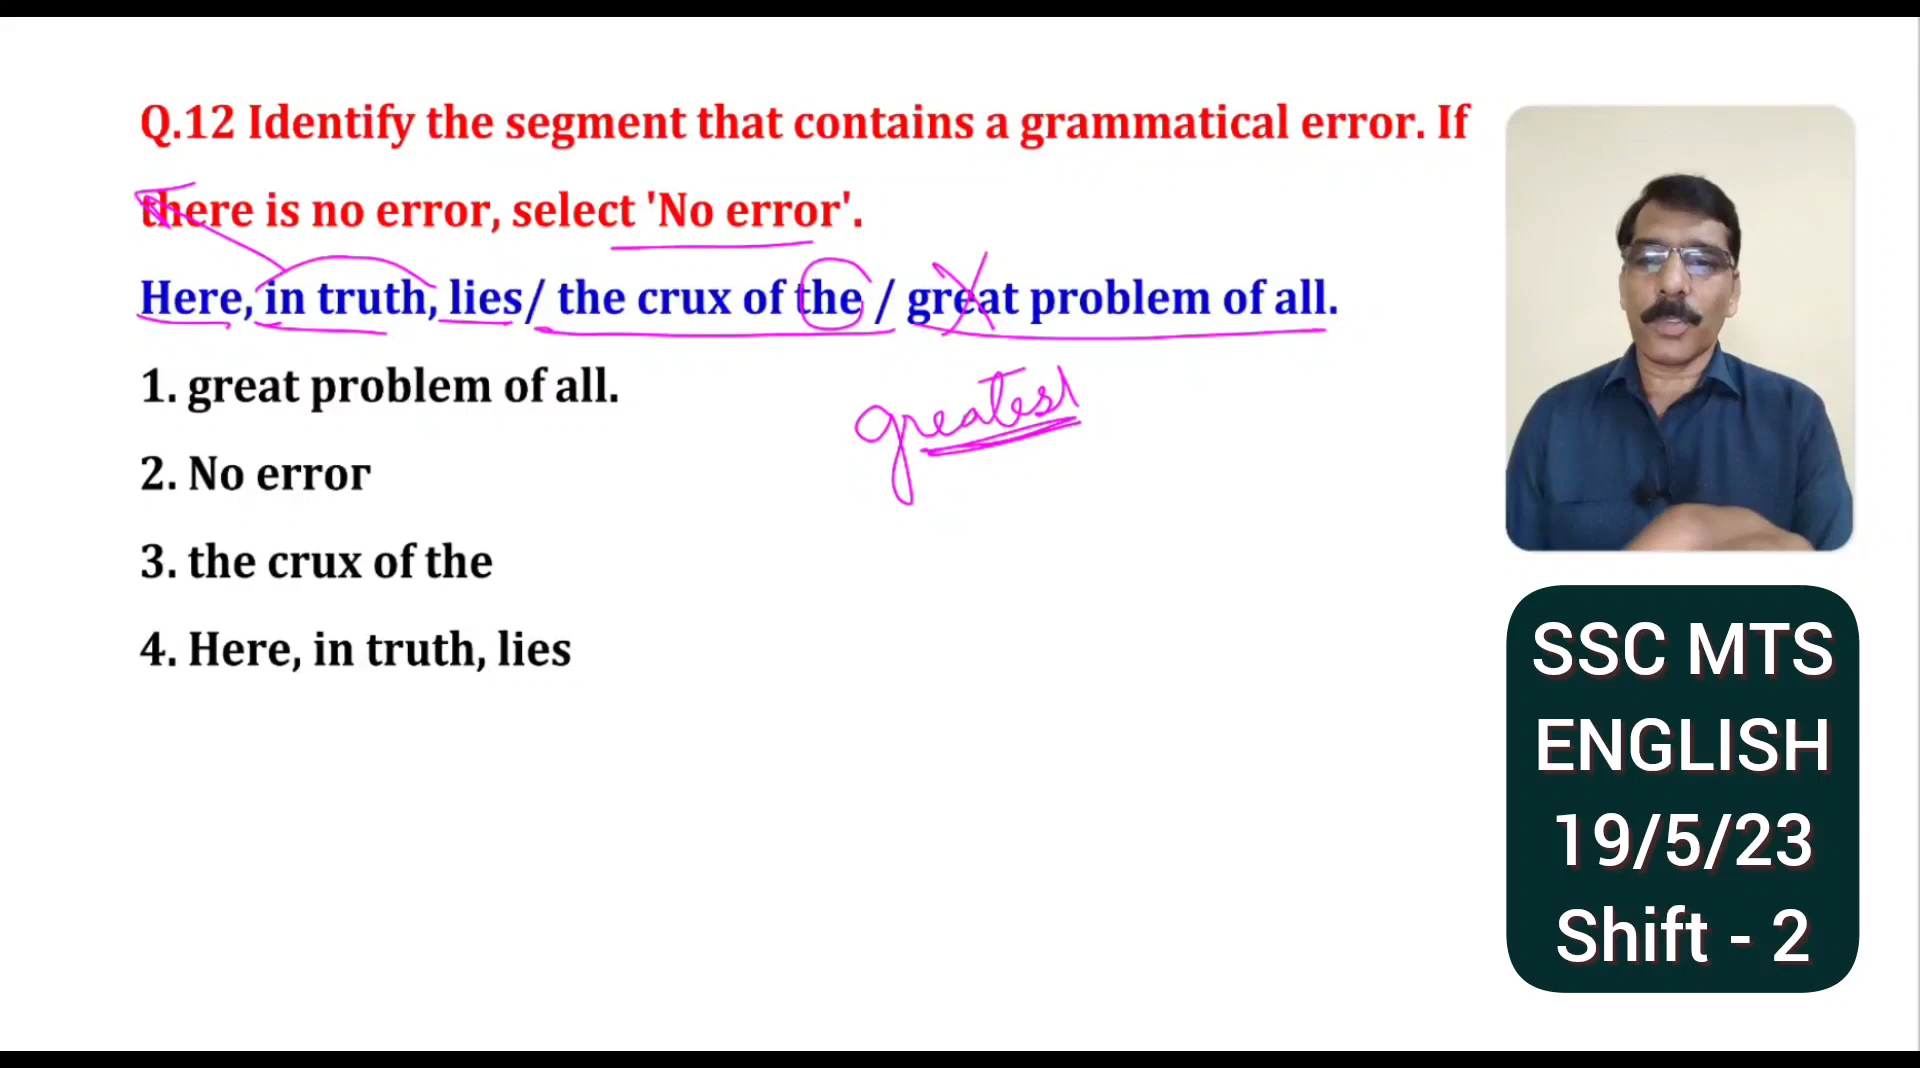 Q.12 Identify the segment that contains a grammatical error. If
there is no error, select 'No error'.
Here, in truth, lies/ the crux of the / great problem of all.
greatest
1. great problem of all.
2. No error
3. the crux of the
4. Here, in truth, lies
SSC MTS
ENGLISH
19/5/23
Shift - 2